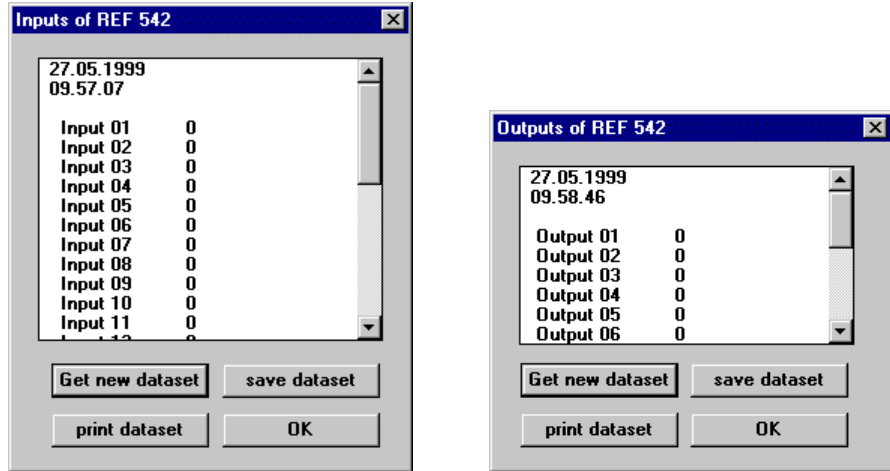 Inputs of REF 542
27.05.1999
09.57.07
Input 01 0
Input 02 0
Input 03 0
Input 04 0
Input 05 0
Input 06 0
Input 07 0
Input 08 0
Input 09 0
Input 10 0
Input 11 0
Get new dataset save dataset
print dataset OK
Outputs of REF 542
27.05.1999
09.58.46
Output 01 0
Output 02 0
Output 03 0
Output 04 0
Output 05 0
Output 06 0
Get new dataset save dataset
print dataset OK